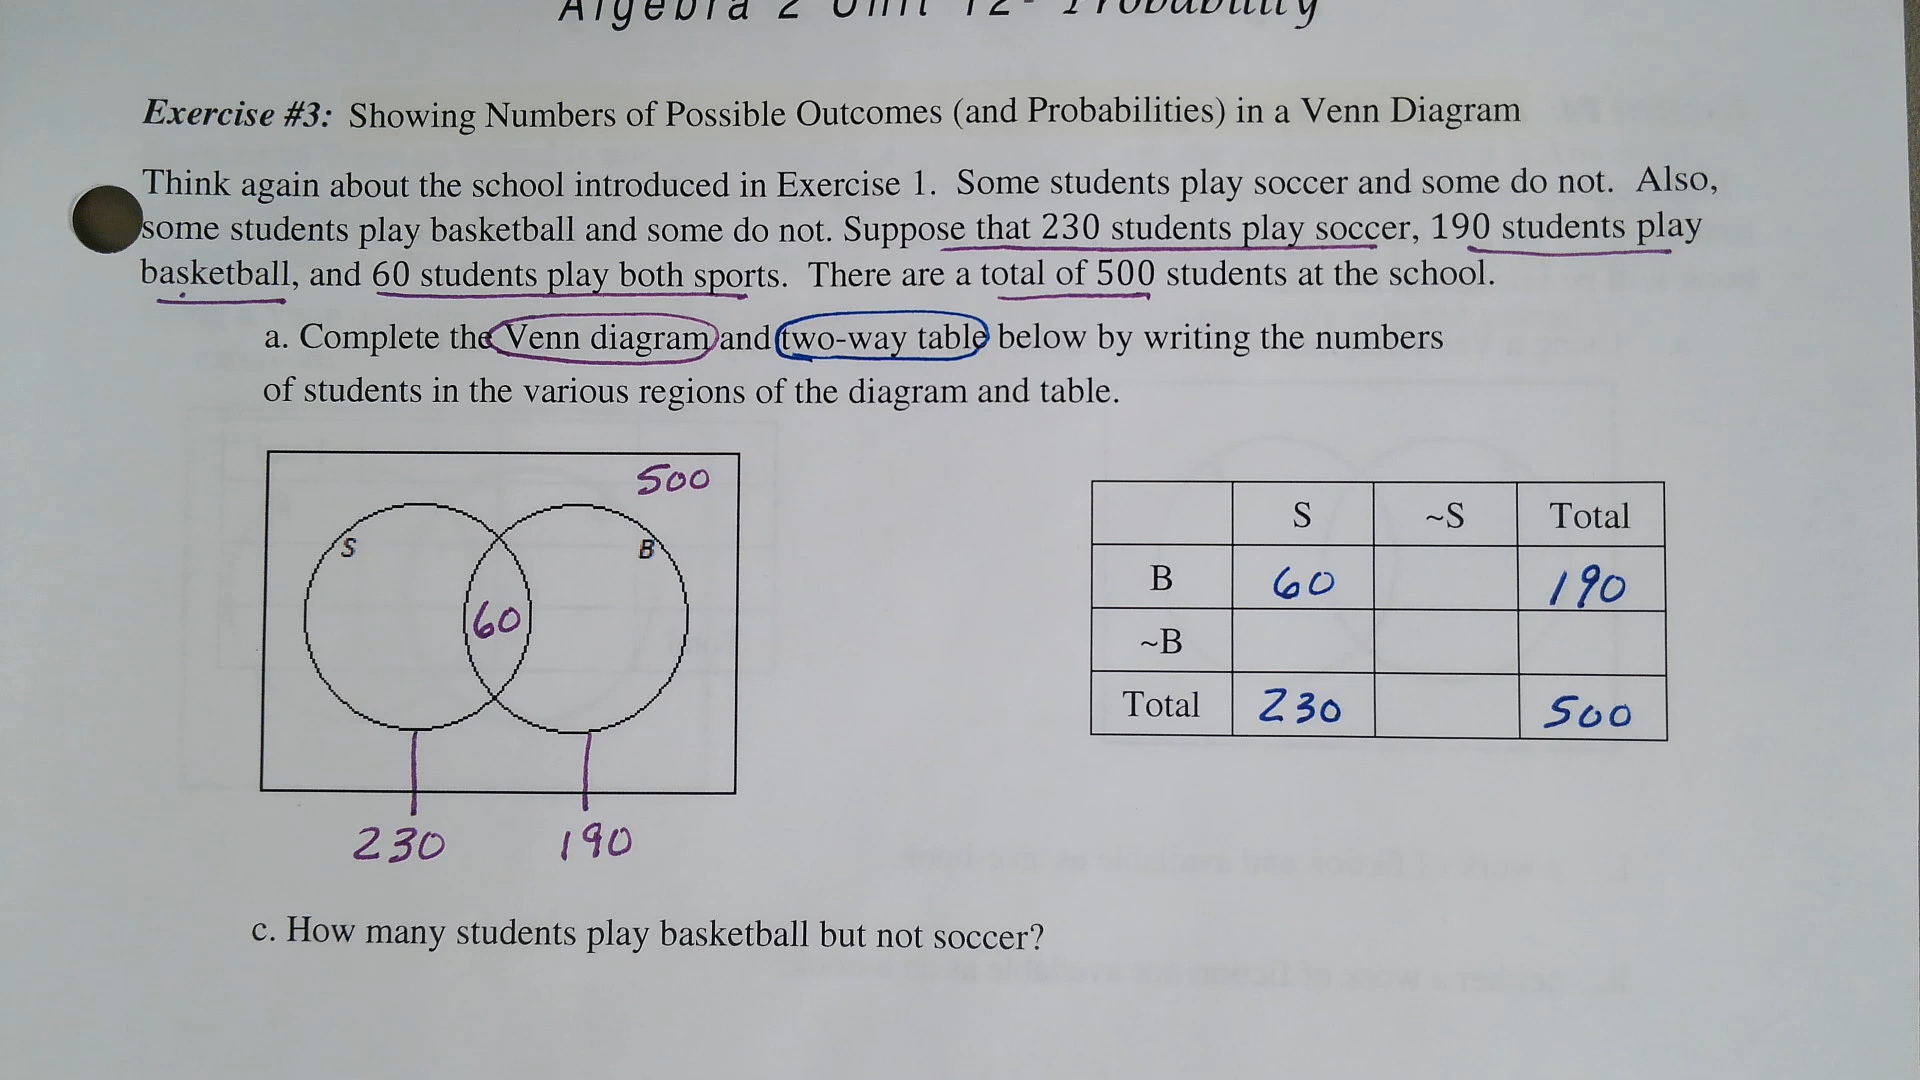 Algebra 2 Unit 12- Probability
Exercise #3: Showing Numbers of Possible Outcomes (and Probabilities) in a Venn Diagram
Think again about the school introduced in Exercise 1. Some students play soccer and some do not. Also,
some students play basketball and some do not. Suppose that 230 students play soccer, 190 students play
basketball, and 60 students play both sports. There are a total of 500 students at the school.
a. Complete the Venn diagram and two-way table below by writing the numbers
of students in the various regions of the diagram and table.
500
S B
60
230 190
S ~S Total
B 60 190
~B
Total 230 500
c. How many students play basketball but not soccer?